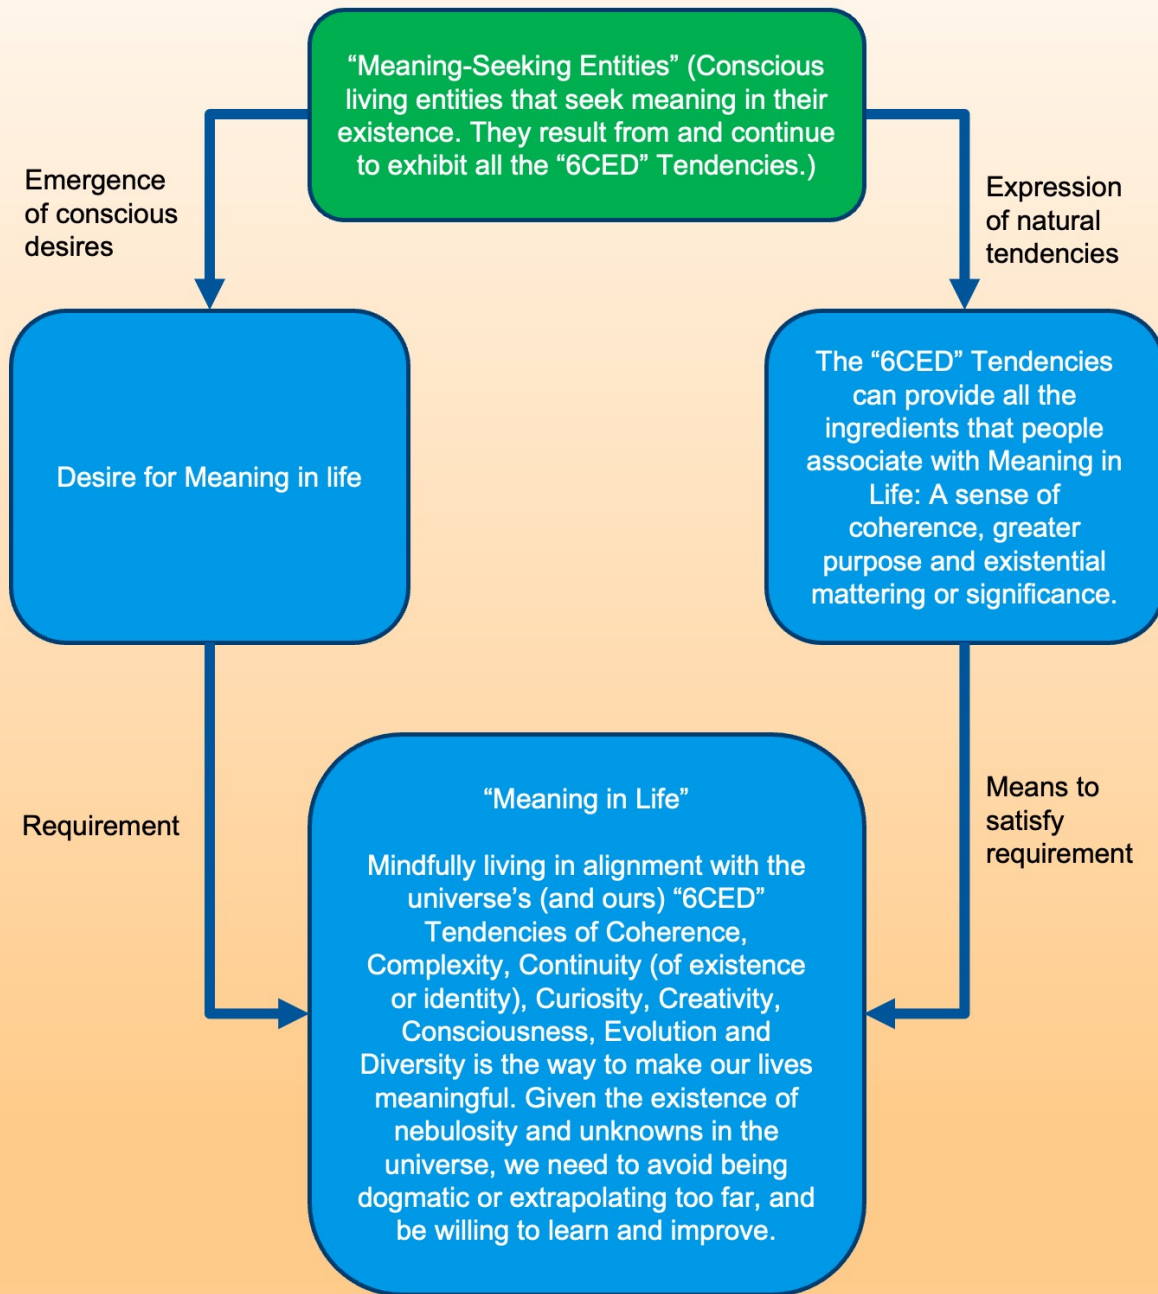 “Meaning-Seeking Entities” (Conscious
living entities that seek meaning in their
existence. They result from and continue
to exhibit all the “6CED” Tendencies.)
Emergence
of conscious
desires
Expression
of natural
tendencies
Desire for Meaning in life
The “6CED” Tendencies
can provide all the
ingredients that people
associate with Meaning in
Life: A sense of
coherence, greater
purpose and existential
mattering or significance.
Requirement
Means to
satisfy
requirement
“Meaning in Life”
Mindfully living in alignment with the
universe’s (and ours) “6CED”
Tendencies of Coherence,
Complexity, Continuity (of existence
or identity), Curiosity, Creativity,
Consciousness, Evolution and
Diversity is the way to make our lives
meaningful. Given the existence of
nebulosity and unknowns in the
universe, we need to avoid being
dogmatic or extrapolating too far, and
be willing to learn and improve.